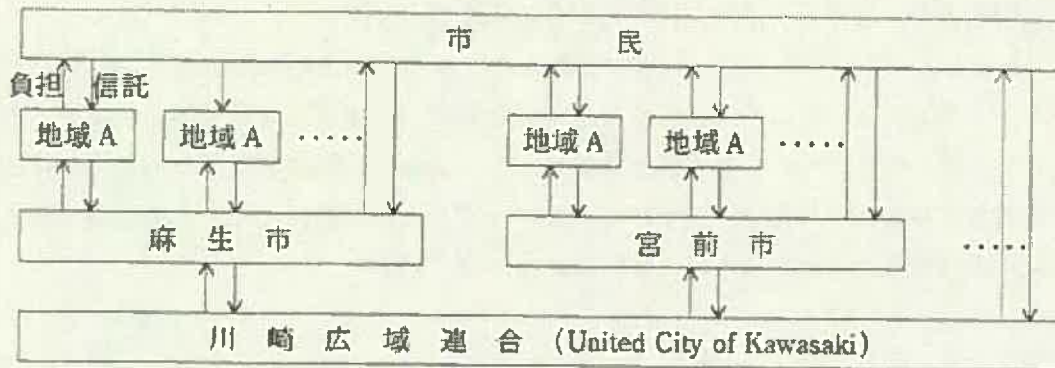 市民
負担 信託
地域A 地域A ····· 地域A 地域A ·····
麻生市 宮前市 ·····
川崎広域連合(United City of Kawasaki)